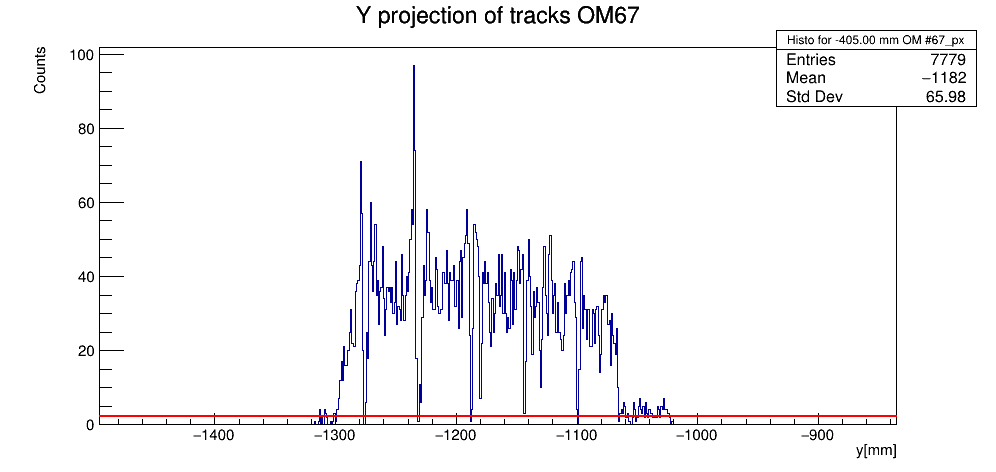 Y projection of tracks OM67
Histo for -405.00 mm OM #67_px
Entries 7779
Mean −1182
Std Dev 65.98
Counts
100
80
60
40
20
0
−1400 −1300 −1200 −1100 −1000 −900
y[mm]